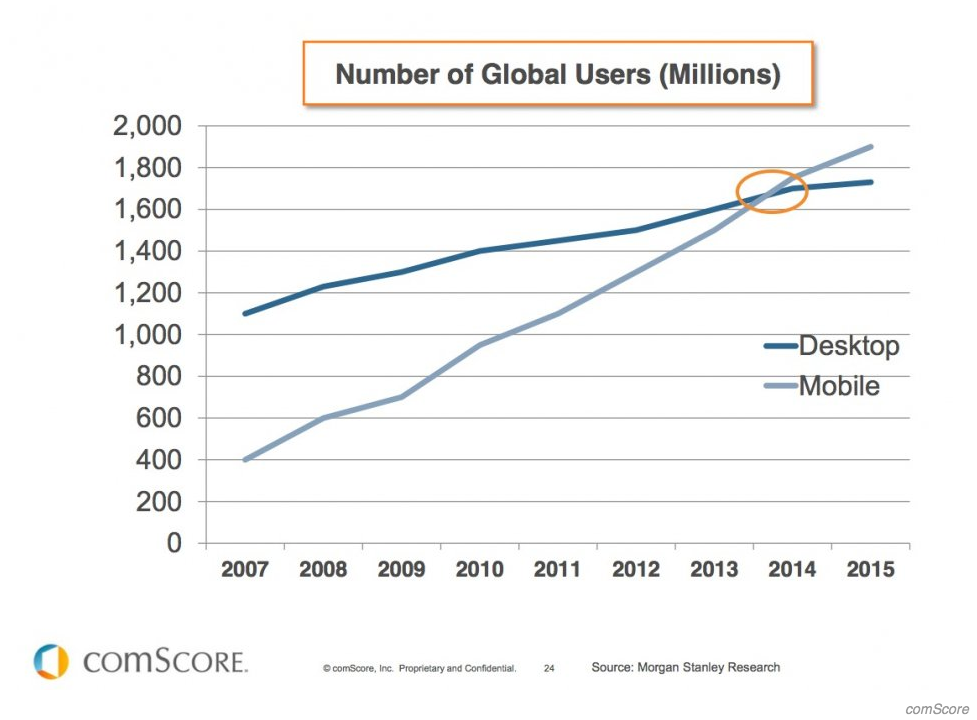 Number of Global Users (Millions)
2,000
1,800
1,600
1,400
1,200
1,000
800
600
400
200
0
Desktop
Mobile
2007 2008 2009 2010 2011 2012 2013 2014 2015
comSCORE.
© comScore, Inc. Proprietary and Confidential. 24 Source: Morgan Stanley Research
comScore